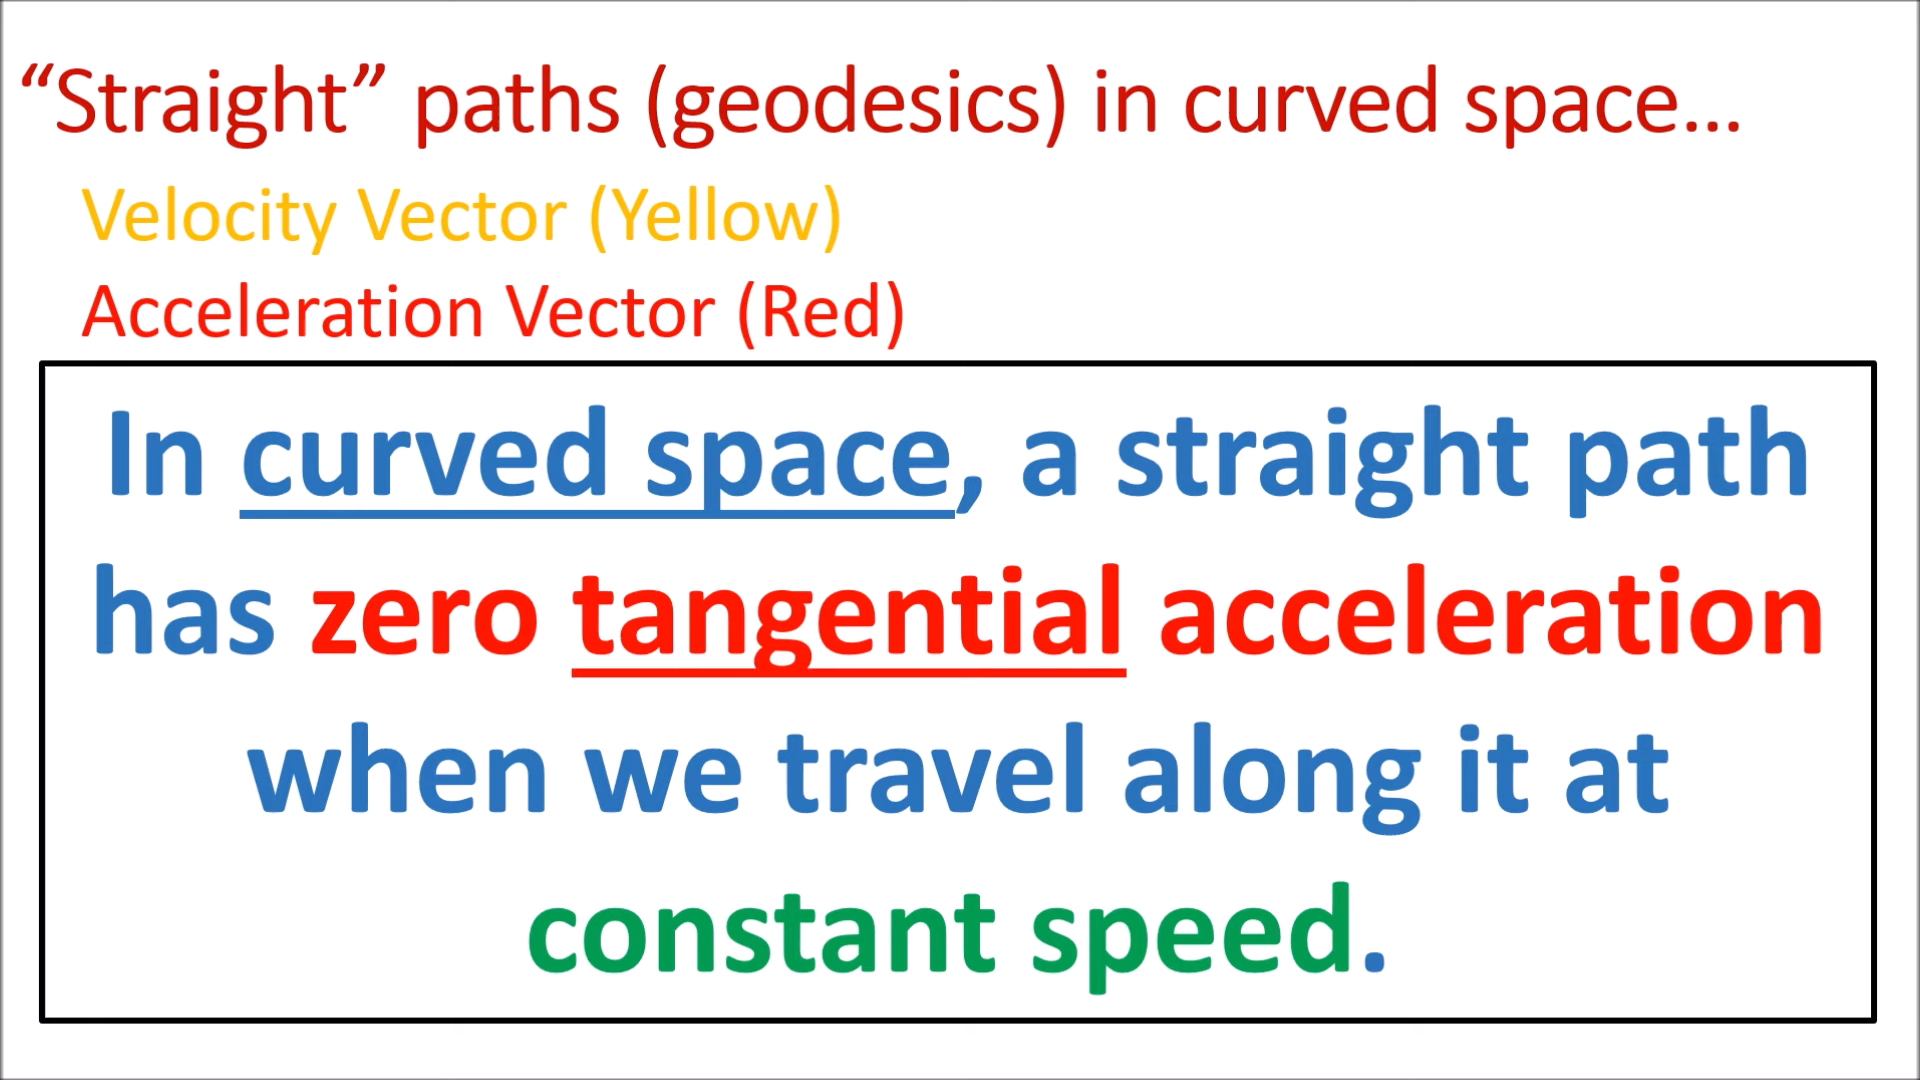 “Straight” paths (geodesics) in curved space...
Velocity Vector (Yellow)
Acceleration Vector (Red)
In curved space, a straight path
has zero tangential acceleration
when we travel along it at
constant speed.